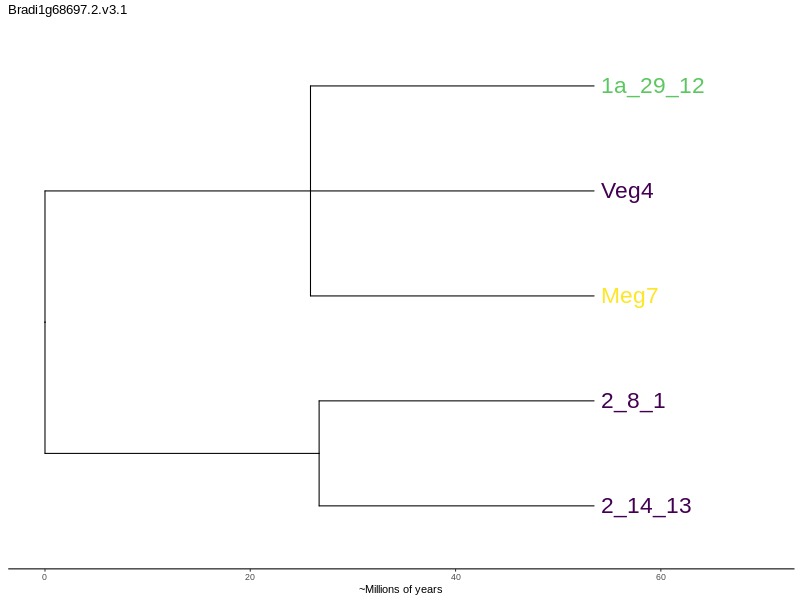 Bradi1g68697.2.v3.1
1a_29_12
Veg4
Meg7
2_8_1
2_14_13
0 20 40 60
~Millions of years